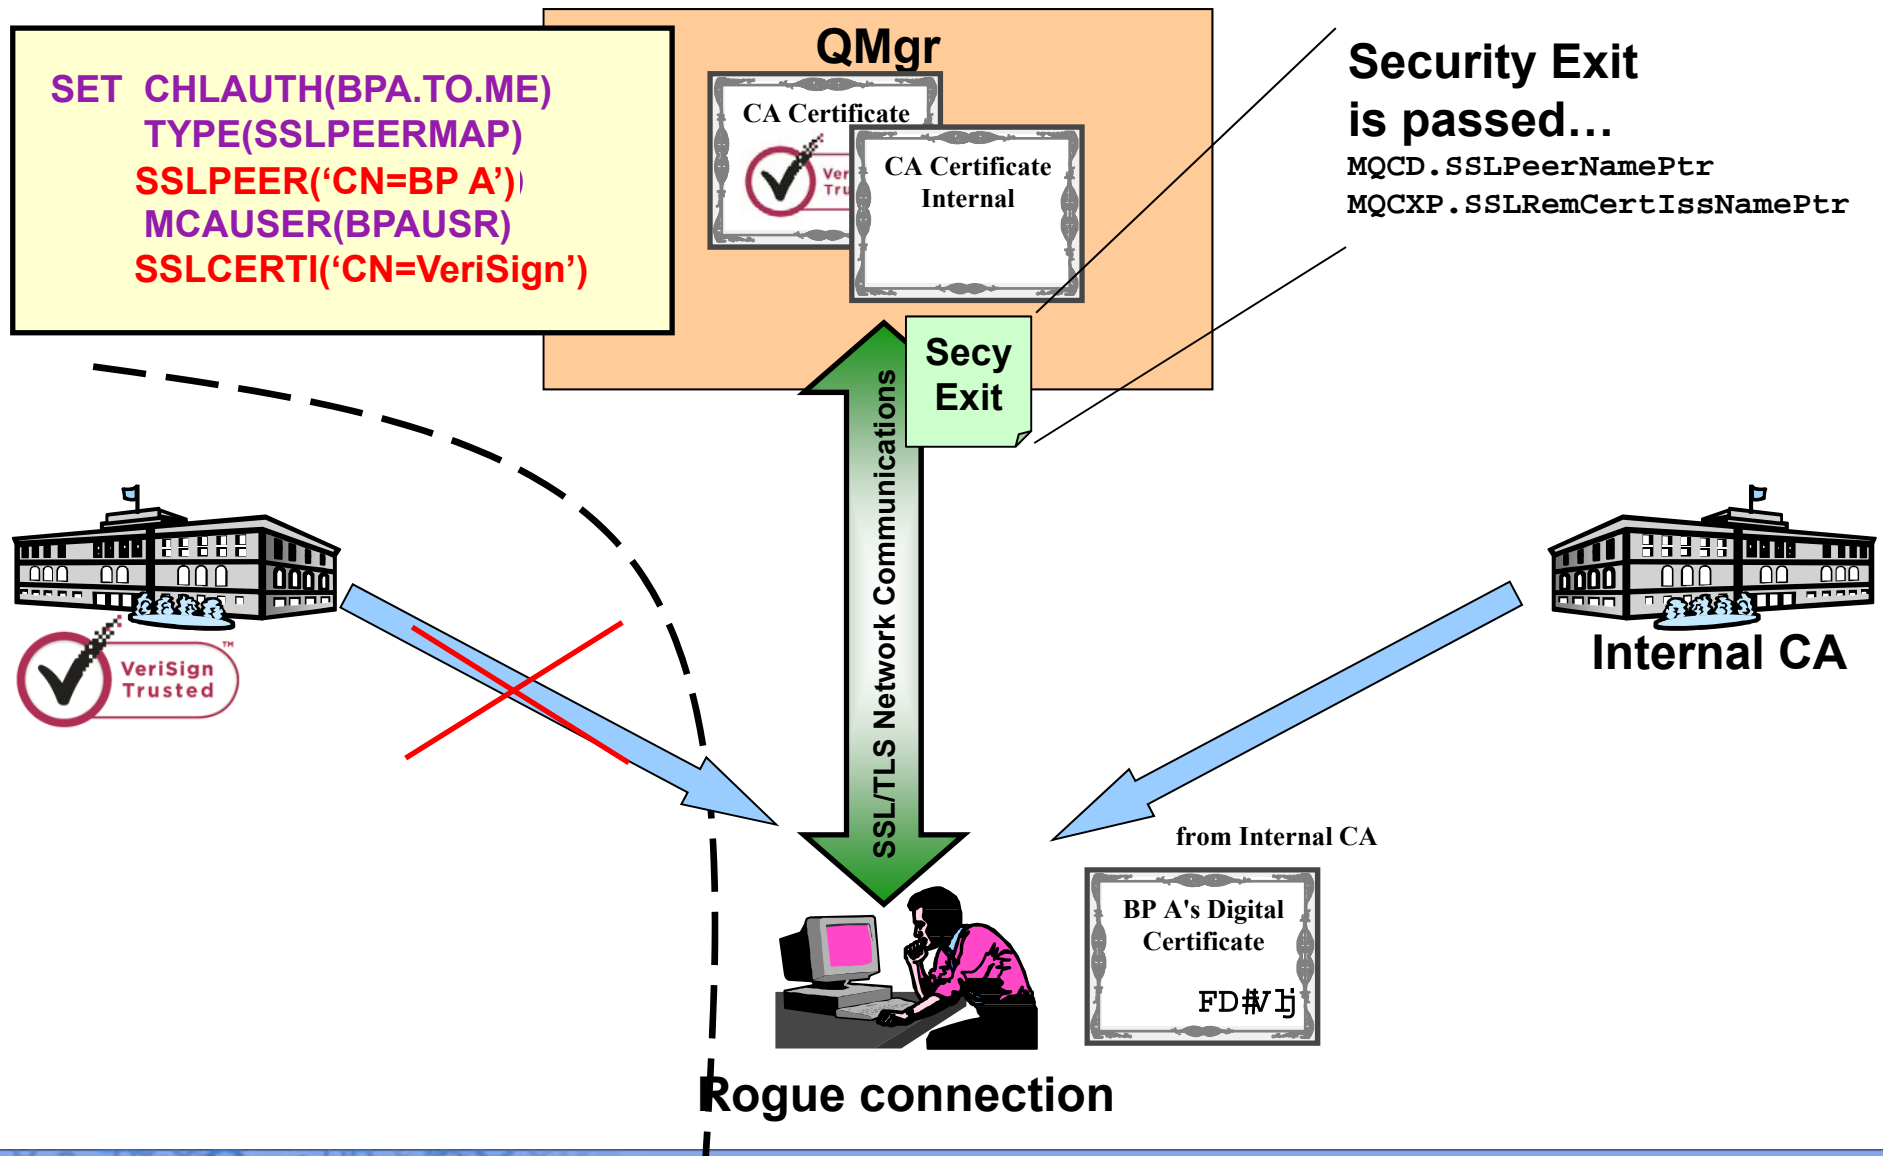 SET  CHLAUTH(BPA.TO.ME)
TYPE(SSLPEERMAP)
SSLPEER(‘CN=BP A’)
MCAUSER(BPAUSR)
SSLCERTI(‘CN=VeriSign’)
QMgr
CA Certificate
CA Certificate
Internal
Security Exit
is passed…
MQCD.SSLPeerNamePtr
MQCXP.SSLRemCertIssNamePtr
Secy
Exit
SSL/TLS Network Communications
VeriSign
Trusted
TM
Internal CA
from Internal CA
BP A's Digital
Certificate
Rogue connection